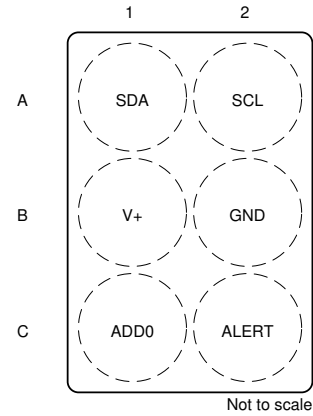 1 2
A SDA SCL
B V+ GND
C ADD0 ALERT
Not to scale